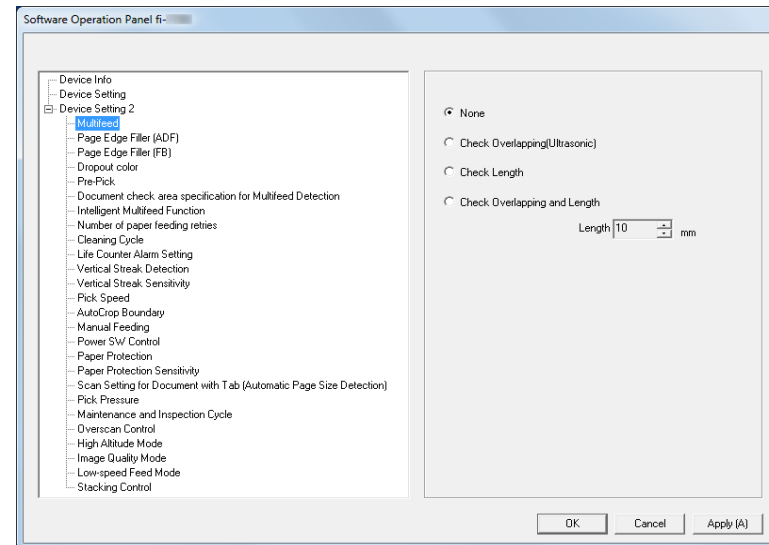 Software Operation Panel fi-
Device Info
Device Setting
Device Setting 2
Multifeed
Page Edge Filler (ADF)
Page Edge Filler (FB)
Dropout color
Pre-Pick
Document check area specification for Multifeed Detection
Intelligent Multifeed Function
Number of paper feeding retries
Cleaning Cycle
Life Counter Alarm Setting
Vertical Streak Detection
Vertical Streak Sensitivity
Pick Speed
AutoCrop Boundary
Manual Feeding
Power SW Control
Paper Protection
Paper Protection Sensitivity
Scan Setting for Document with Tab (Automatic Page Size Detection)
Pick Pressure
Maintenance and Inspection Cycle
Overscan Control
High Altitude Mode
Image Quality Mode
Low-speed Feed Mode
Stacking Control
None
Check Overlapping(Ultrasonic)
Check Length
Check Overlapping and Length
Length 10 mm
OK Cancel Apply (A)